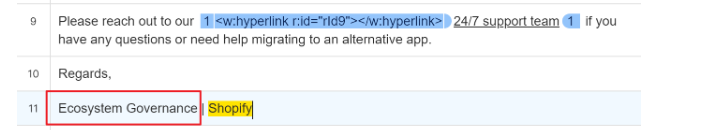 9 Please reach out to our 1 <w:hyperlink r:id="rId9"></w:hyperlink> 24/7 support team 1 if you
have any questions or need help migrating to an alternative app.
10 Regards,
11 Ecosystem Governance | Shopify